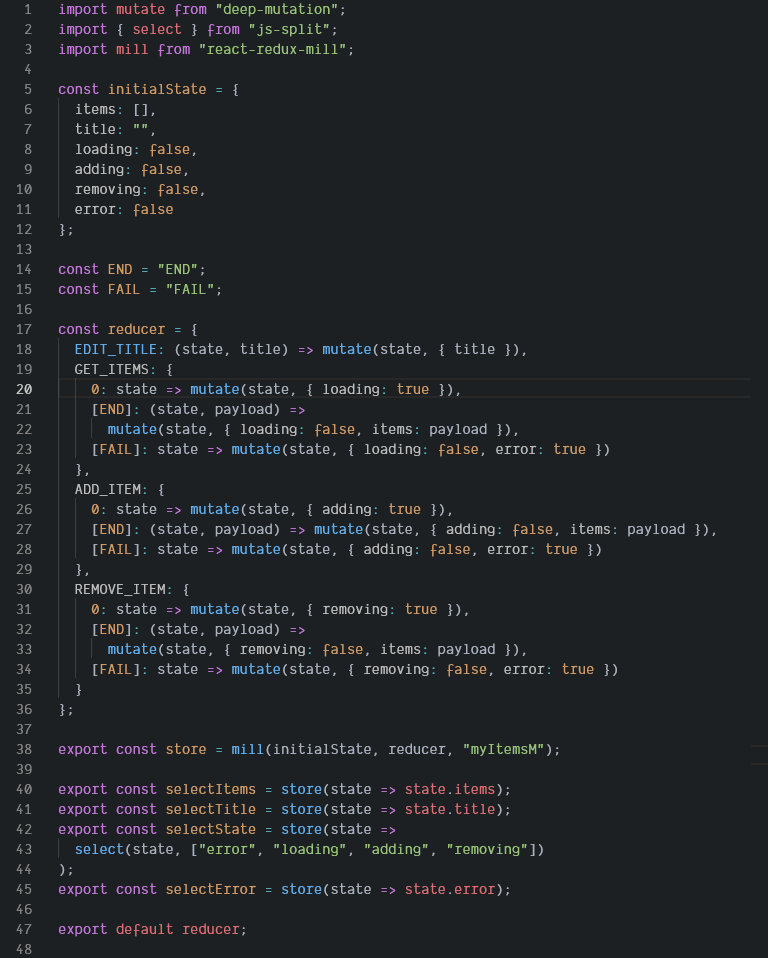 1 import mutate from "deep-mutation";
2 import { select } from "js-split";
3 import mill from "react-redux-mill";
4
5 const initialState = {
6   items: [],
7   title: "",
8   loading: false,
9   adding: false,
10   removing: false,
11   error: false
12 };
13
14 const END = "END";
15 const FAIL = "FAIL";
16
17 const reducer = {
18   EDIT_TITLE: (state, title) => mutate(state, { title }),
19   GET_ITEMS: {
20     0: state => mutate(state, { loading: true }),
21     [END]: (state, payload) =>
22       mutate(state, { loading: false, items: payload }),
23     [FAIL]: state => mutate(state, { loading: false, error: true })
24   },
25   ADD_ITEM: {
26     0: state => mutate(state, { adding: true }),
27     [END]: (state, payload) => mutate(state, { adding: false, items: payload }),
28     [FAIL]: state => mutate(state, { adding: false, error: true })
29   },
30   REMOVE_ITEM: {
31     0: state => mutate(state, { removing: true }),
32     [END]: (state, payload) =>
33       mutate(state, { removing: false, items: payload }),
34     [FAIL]: state => mutate(state, { removing: false, error: true })
35   }
36 };
37
38 export const store = mill(initialState, reducer, "myItemsM");
39
40 export const selectItems = store(state => state.items);
41 export const selectTitle = store(state => state.title);
42 export const selectState = store(state =>
43   select(state, ["error", "loading", "adding", "removing"])
44 );
45 export const selectError = store(state => state.error);
46
47 export default reducer;
48